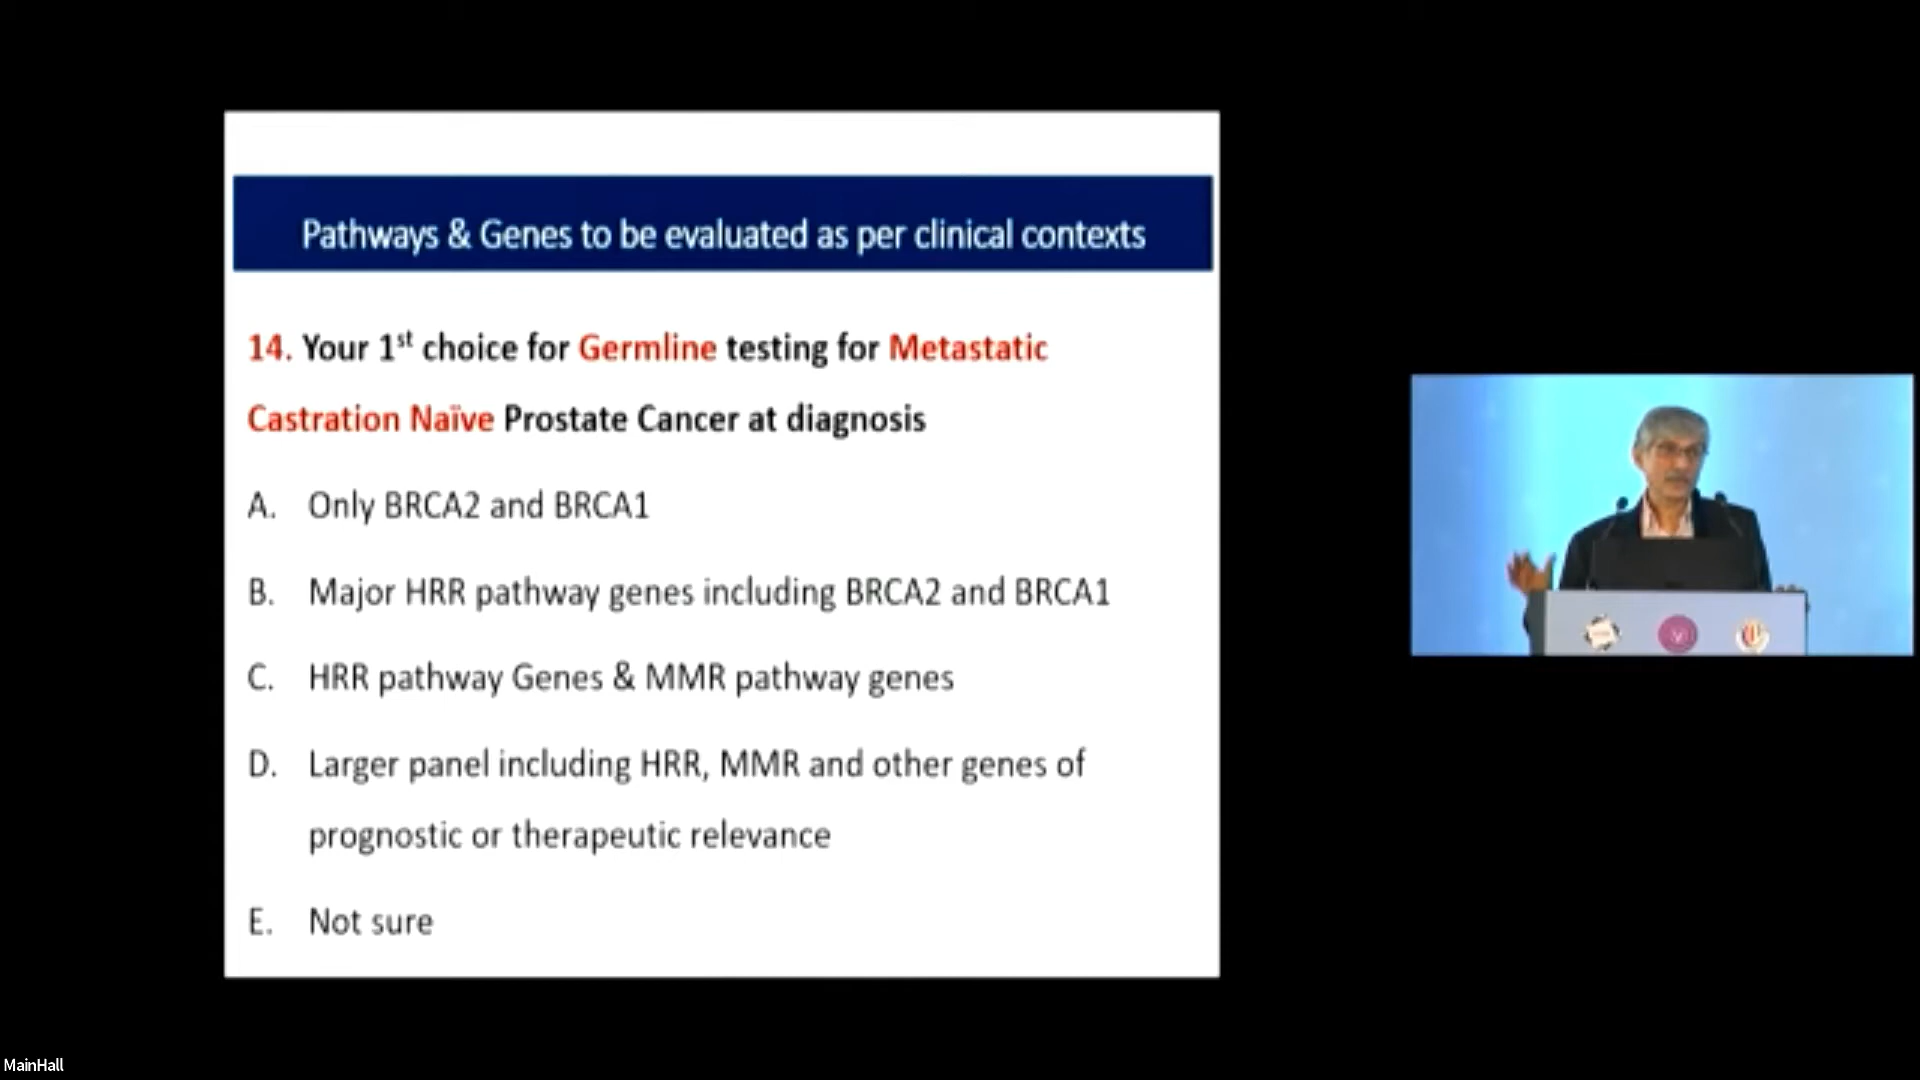 Pathways & Genes to be evaluated as per clinical contexts
14. Your 1st choice for Germline testing for Metastatic
Castration Naïve Prostate Cancer at diagnosis
A. Only BRCA2 and BRCA1
B. Major HRR pathway genes including BRCA2 and BRCA1
C. HRR pathway Genes & MMR pathway genes
D. Larger panel including HRR, MMR and other genes of
prognostic or therapeutic relevance
E. Not sure
MainHall